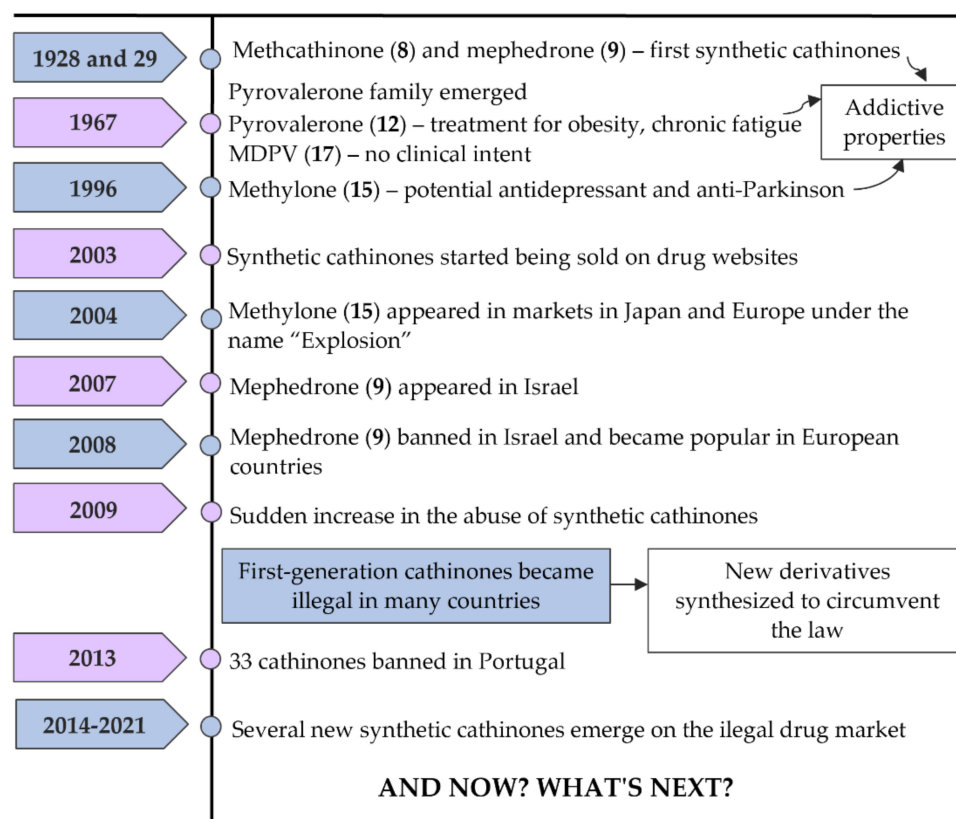 1928 and 29
Methcathinone (8) and mephedrone (9) – first synthetic cathinones
1967
Pyrovalerone family emerged
Pyrovalerone (12) – treatment for obesity, chronic fatigue
MDPV (17) – no clinical intent
Addictive
properties
1996
Methylone (15) – potential antidepressant and anti-Parkinson
2003
Synthetic cathinones started being sold on drug websites
2004
Methylone (15) appeared in markets in Japan and Europe under the
name “Explosion”
2007
Mephedrone (9) appeared in Israel
2008
Mephedrone (9) banned in Israel and became popular in European
countries
2009
Sudden increase in the abuse of synthetic cathinones
First-generation cathinones became
illegal in many countries
New derivatives
synthesized to circumvent
the law
2013
33 cathinones banned in Portugal
2014-2021
Several new synthetic cathinones emerge on the ilegal drug market
AND NOW? WHAT'S NEXT?